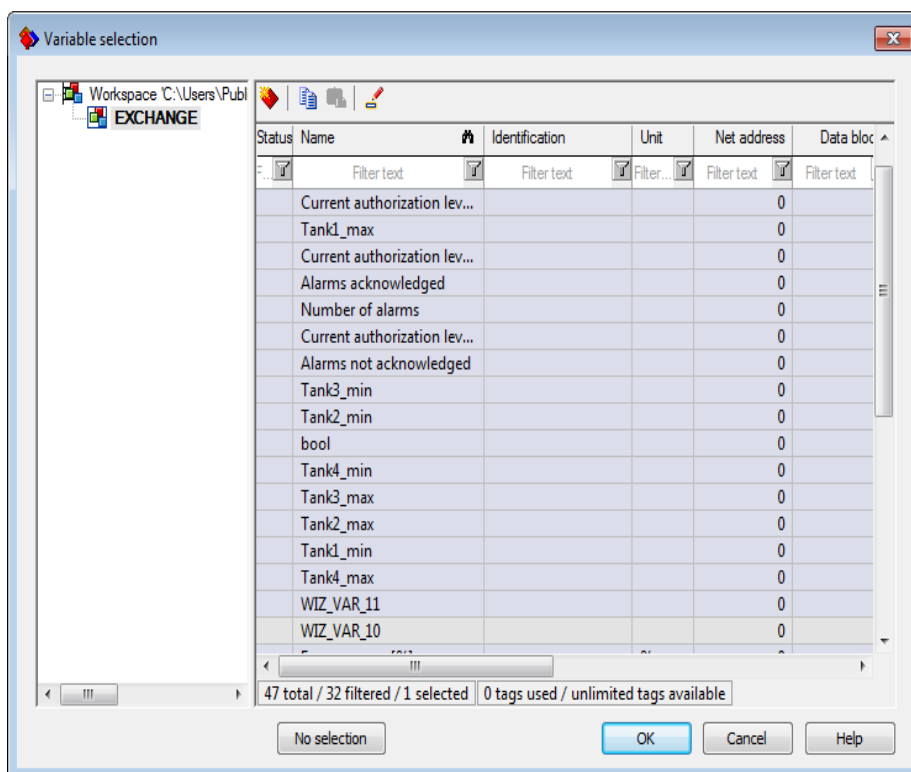 Variable selection
Workspace 'C:\Users\Publ
EXCHANGE
Status Name Identification Unit Net address Data bloc
F... Filter text Filter text Filter... Filter text Filter text
Current authorization lev... 0
Tank1_max 0
Current authorization lev... 0
Alarms acknowledged 0
Number of alarms 0
Current authorization lev... 0
Alarms not acknowledged 0
Tank3_min 0
Tank2_min 0
bool 0
Tank4_min 0
Tank3_max 0
Tank2_max 0
Tank1_min 0
Tank4_max 0
WIZ_VAR_11 0
WIZ_VAR_10 0
47 total / 32 filtered / 1 selected 0 tags used / unlimited tags available
No selection OK Cancel Help